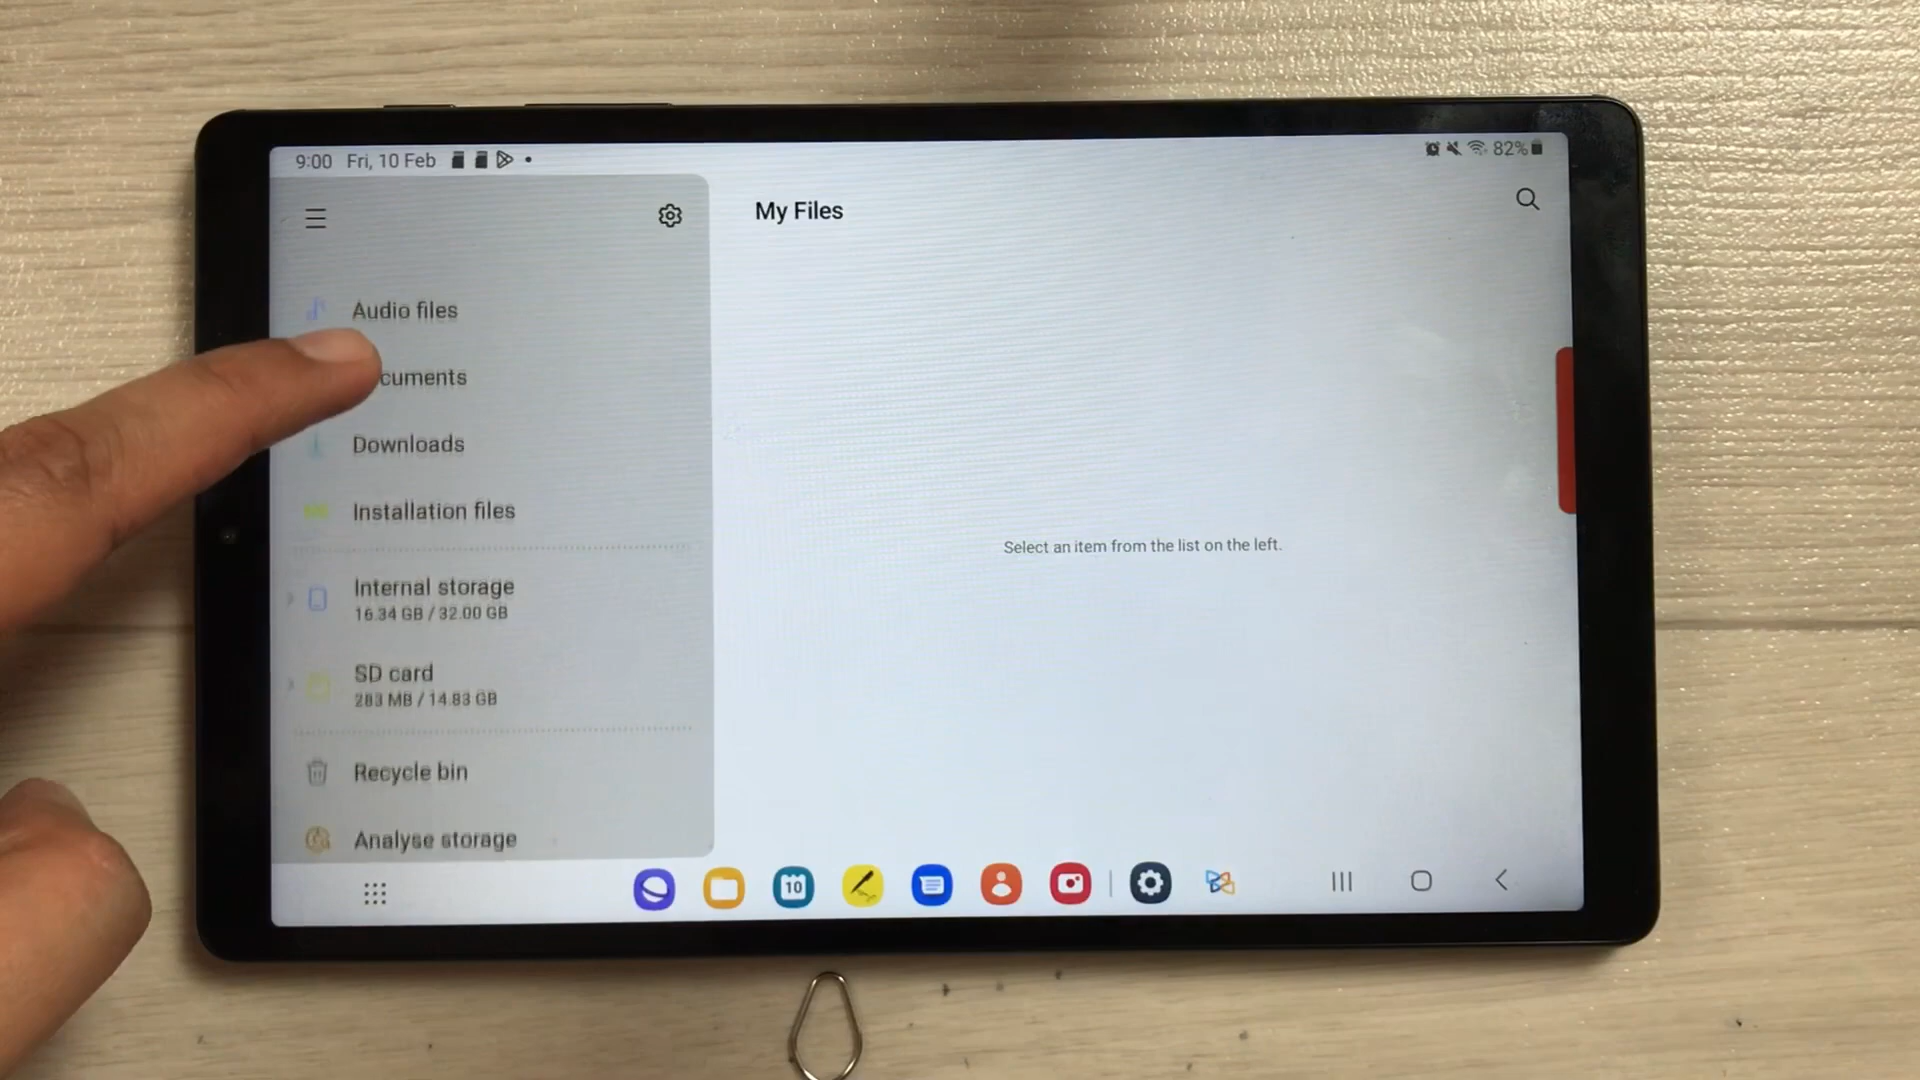 9:00 Fri, 10 Feb
82%
My Files
Audio files
cuments
Downloads
Installation files
Internal storage
16.34 GB / 32.00 GB
SD card
283 MB / 14.83 GB
Recycle bin
Analyse storage
Select an item from the list on the left.
10